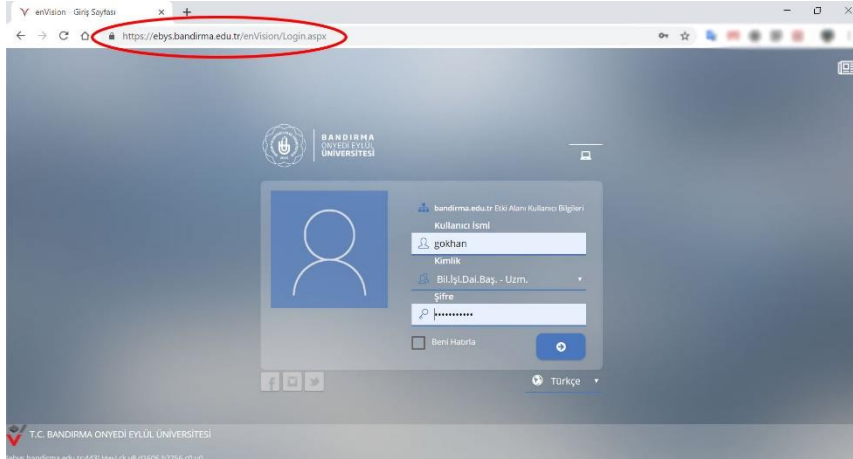 enVision Giriş Sayfası
https://ebys.bandirma.edu.tr/enVision/Login.aspx
BANDIRMA
ONYEDİ EYLÜL
ÜNİVERSİTESİ
bandirma.edu.tr Etki Alanı Kullanıcı Bilgileri
Kullanıcı İsmi
gokhan
Kimlik
Bil.İşl.Dai.Baş. - Uzm.
Şifre
•••••••••••
Beni Hatırla
Türkçe
T.C. BANDIRMA ONYEDİ EYLÜL ÜNİVERSİTESİ